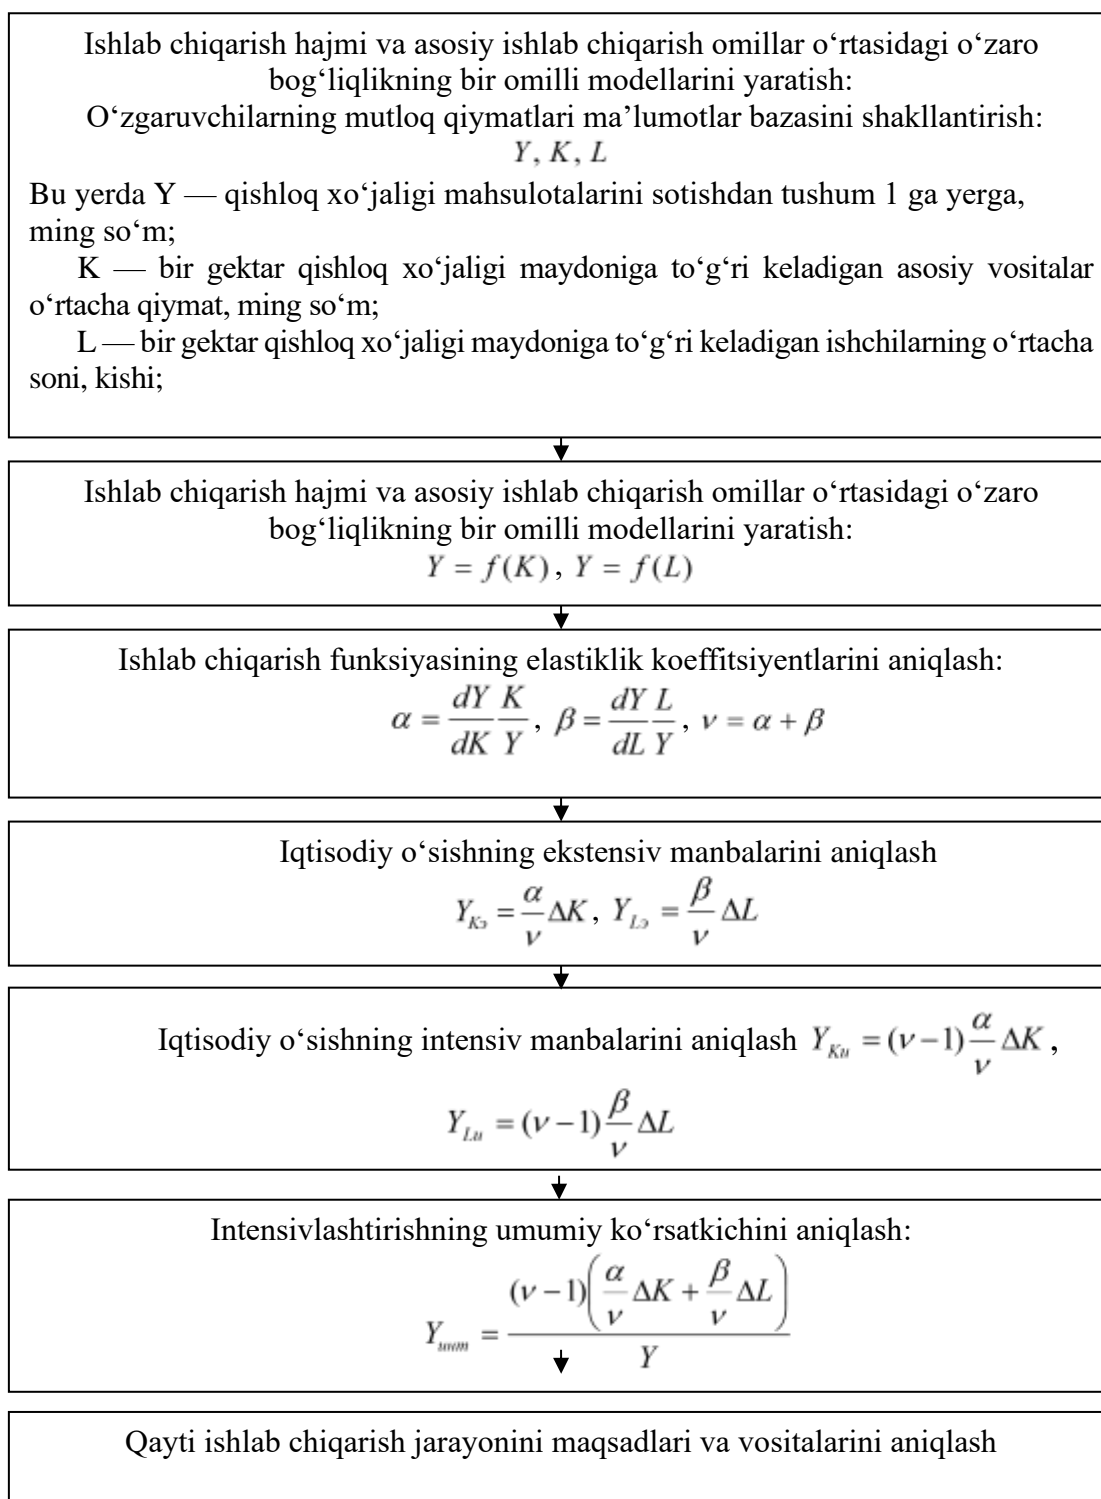 Ishlab chiqarish hajmi va asosiy ishlab chiqarish omillar o‘rtasidagi o‘zaro
bog‘liqlikning bir omilli modellarini yaratish:
O‘zgaruvchilarning mutloq qiymatlari ma’lumotlar bazasini shakllantirish:
Y, K, L
Bu yerda Y — qishloq xo‘jaligi mahsulotalarini sotishdan tushum 1 ga yerga,
ming so‘m;
K — bir gektar qishloq xo‘jaligi maydoniga to‘g‘ri keladigan asosiy vositalar
o‘rtacha qiymat, ming so‘m;
L — bir gektar qishloq xo‘jaligi maydoniga to‘g‘ri keladigan ishchilarning o‘rtacha
soni, kishi;
Ishlab chiqarish hajmi va asosiy ishlab chiqarish omillar o‘rtasidagi o‘zaro
bog‘liqlikning bir omilli modellarini yaratish:
Y = f(K), Y = f(L)
Ishlab chiqarish funksiyasining elastiklik koeffitsiyentlarini aniqlash:
α = dY/dK K/Y, β = dY/dL L/Y, ν = α + β
Iqtisodiy o‘sishning ekstensiv manbalarini aniqlash
Y_Kэ = α/ν ΔK, Y_Lэ = β/ν ΔL
Iqtisodiy o‘sishning intensiv manbalarini aniqlash Y_Kи = (ν−1) α/ν ΔK,
Y_Lи = (ν−1) β/ν ΔL
Intensivlashtirishning umumiy ko‘rsatkichini aniqlash:
Y_инт = (ν−1)(α/ν ΔK + β/ν ΔL) / Y
Qayti ishlab chiqarish jarayonini maqsadlari va vositalarini aniqlash